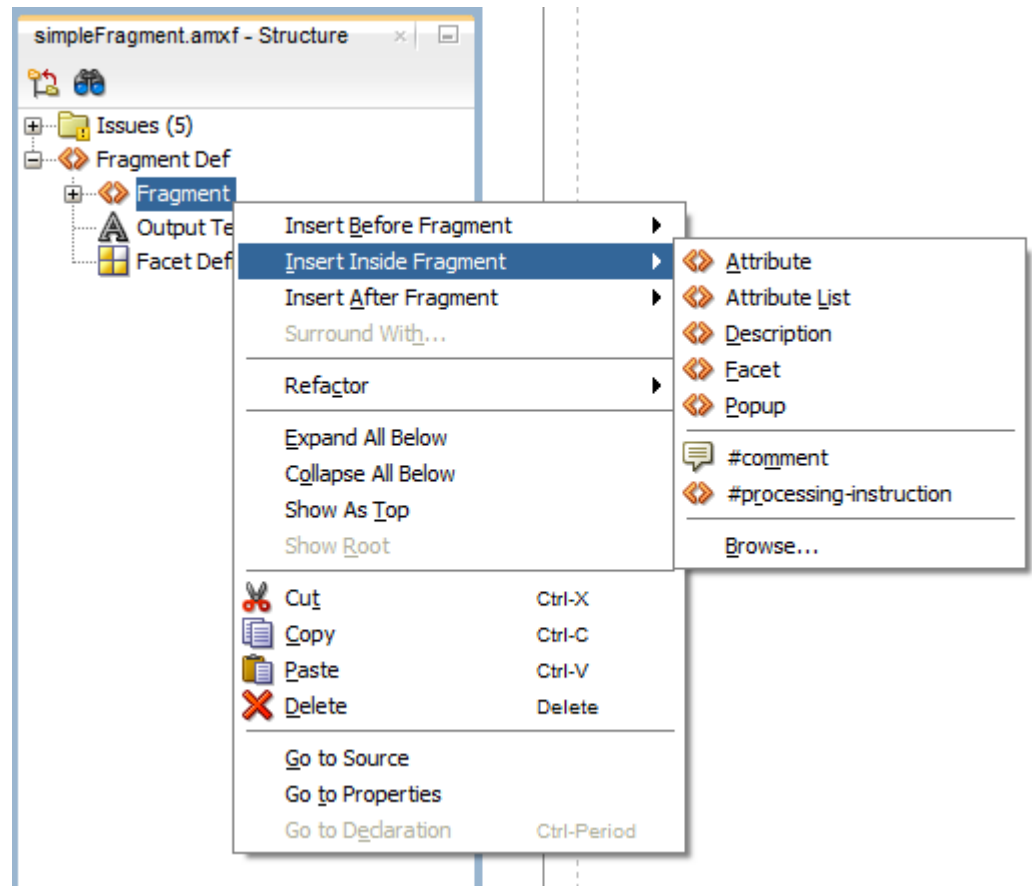 simpleFragment.amxf - Structure
Issues (5)
Fragment Def
Fragment
Output Te
Facet Def
Insert Before Fragment
Insert Inside Fragment
Insert After Fragment
Surround With...
Refactor
Expand All Below
Collapse All Below
Show As Top
Show Root
Cut Ctrl-X
Copy Ctrl-C
Paste Ctrl-V
Delete Delete
Go to Source
Go to Properties
Go to Declaration Ctrl-Period
Attribute
Attribute List
Description
Facet
Popup
#comment
#processing-instruction
Browse...